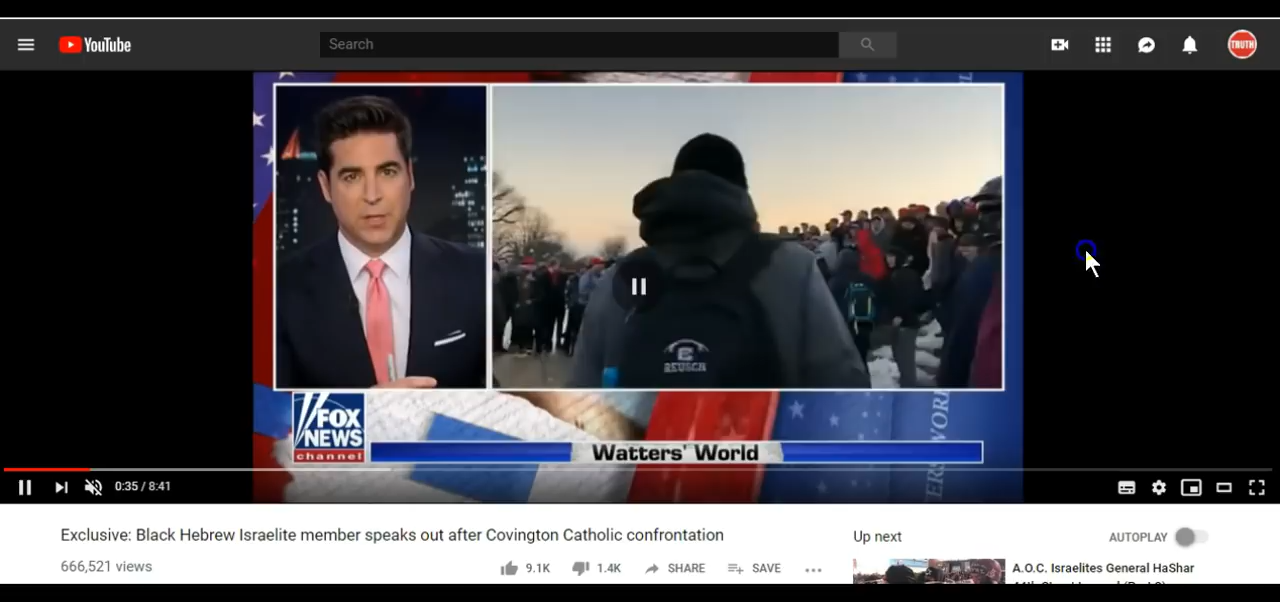 YouTube
Search
TRUTH
REUSCH
FOX
NEWS
channel
Watters' World
0:35 / 8:41
Exclusive: Black Hebrew Israelite member speaks out after Covington Catholic confrontation
Up next
AUTOPLAY
666,521 views
9.1K
1.4K
SHARE
SAVE
A.O.C. Israelites General HaShar